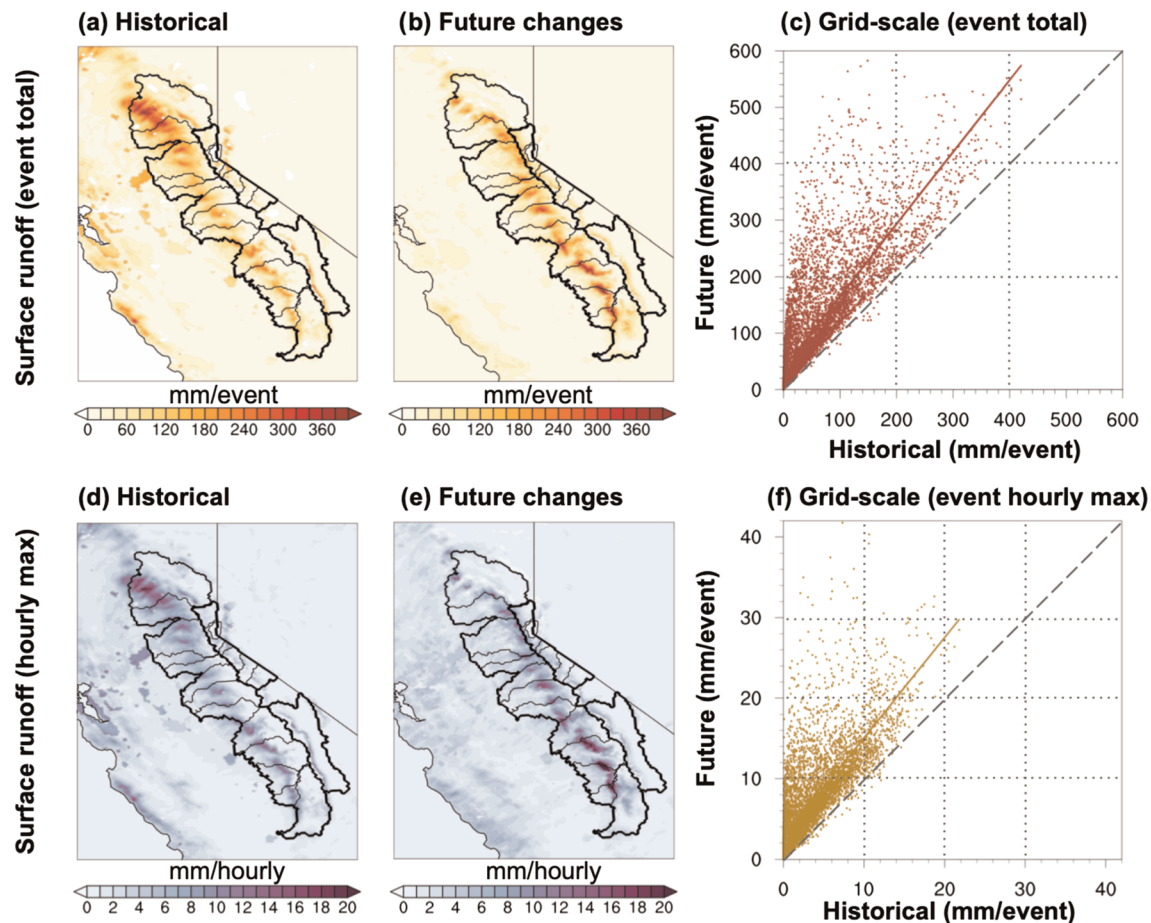 (a) Historical
(b) Future changes
(c) Grid-scale (event total)
Surface runoff (event total)
mm/event
0 60 120 180 240 300 360
mm/event
0 60 120 180 240 300 360
Future (mm/event)
600
500
400
300
200
100
0
0 100 200 300 400 500 600
Historical (mm/event)
(d) Historical
(e) Future changes
(f) Grid-scale (event hourly max)
Surface runoff (hourly max)
mm/hourly
0 2 4 6 8 10 12 14 16 18 20
mm/hourly
0 2 4 6 8 10 12 14 16 18 20
Future (mm/event)
40
30
20
10
0
0 10 20 30 40
Historical (mm/event)